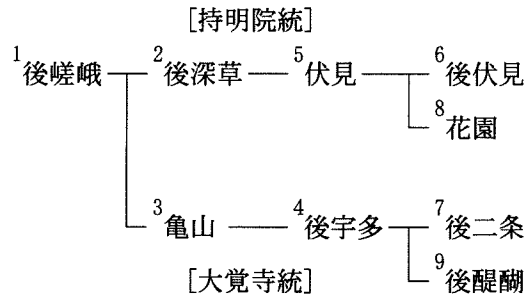 [持明院統]
1後嵯峨 2後深草 5伏見 6後伏見
8花園
3亀山 4後宇多 7後二条
[大覚寺統] 9後醍醐